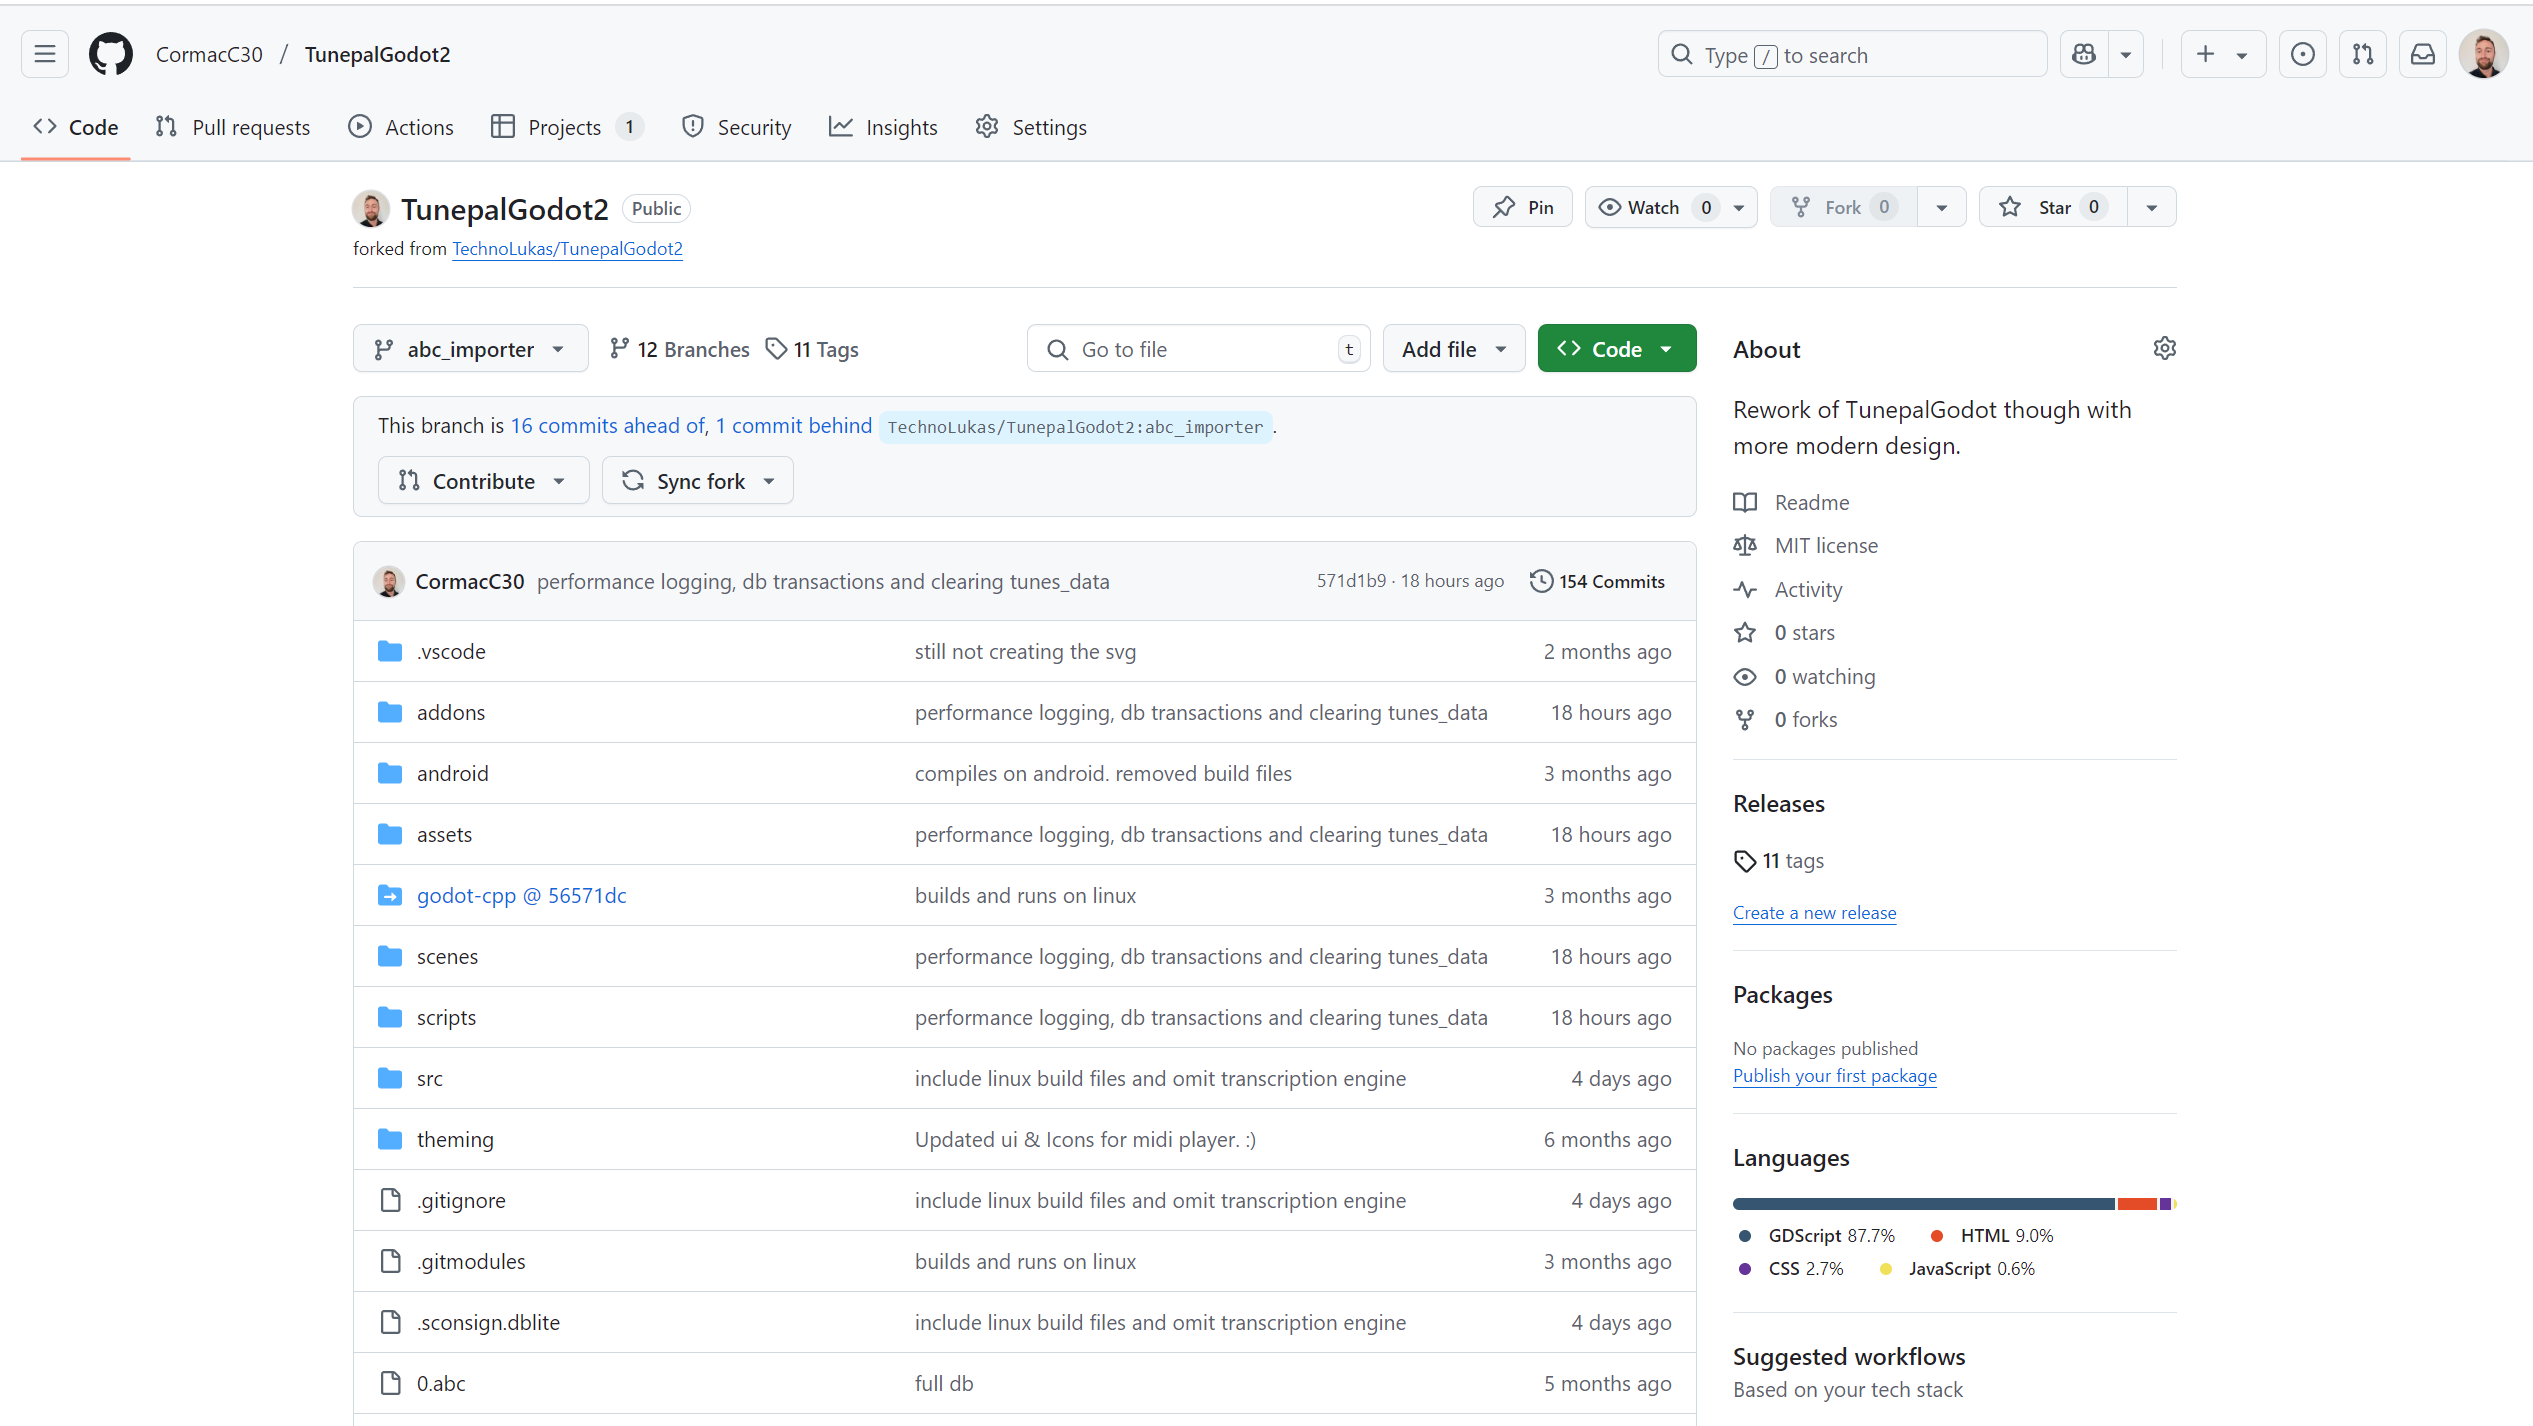 CormacC30 / TunepalGodot2
Type / to search
Code
Pull requests
Actions
Projects 1
Security
Insights
Settings
TunepalGodot2 Public
forked from TechnoLukas/TunepalGodot2
Pin
Watch 0
Fork 0
Star 0
abc_importer
12 Branches
11 Tags
Go to file t
Add file
Code
This branch is 16 commits ahead of, 1 commit behind TechnoLukas/TunepalGodot2:abc_importer.
Contribute
Sync fork
CormacC30 performance logging, db transactions and clearing tunes_data 571d1b9 · 18 hours ago 154 Commits
.vscode still not creating the svg 2 months ago
addons performance logging, db transactions and clearing tunes_data 18 hours ago
android compiles on android. removed build files 3 months ago
assets performance logging, db transactions and clearing tunes_data 18 hours ago
godot-cpp @ 56571dc builds and runs on linux 3 months ago
scenes performance logging, db transactions and clearing tunes_data 18 hours ago
scripts performance logging, db transactions and clearing tunes_data 18 hours ago
src include linux build files and omit transcription engine 4 days ago
theming Updated ui & Icons for midi player. :) 6 months ago
.gitignore include linux build files and omit transcription engine 4 days ago
.gitmodules builds and runs on linux 3 months ago
.sconsign.dblite include linux build files and omit transcription engine 4 days ago
0.abc full db 5 months ago
About
Rework of TunepalGodot though with
more modern design.
Readme
MIT license
Activity
0 stars
0 watching
0 forks
Releases
11 tags
Create a new release
Packages
No packages published
Publish your first package
Languages
GDScript 87.7% HTML 9.0%
CSS 2.7% JavaScript 0.6%
Suggested workflows
Based on your tech stack